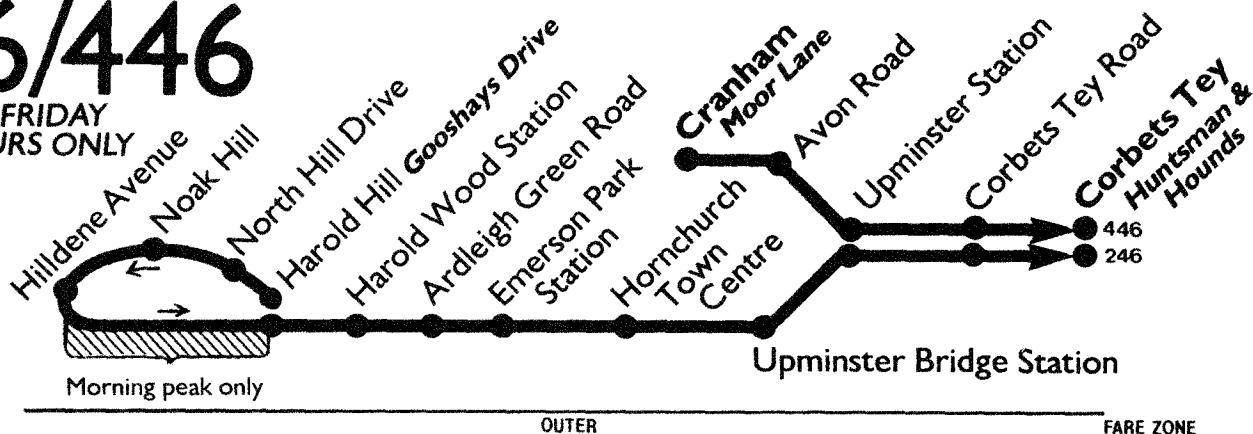 6/446
FRIDAY
URS ONLY
Hilldene Avenue
Noak Hill
North Hill Drive
Harold Hill Gooshays Drive
Harold Wood Station
Ardleigh Green Road
Emerson Park
Station
Hornchurch
Town
Centre
Upminster Bridge Station
Cranham
Moor Lane
Avon Road
Upminster Station
Corbets Tey Road
Corbets Tey
Huntsman &
Hounds
446
246
Morning peak only
OUTER
FARE ZONE